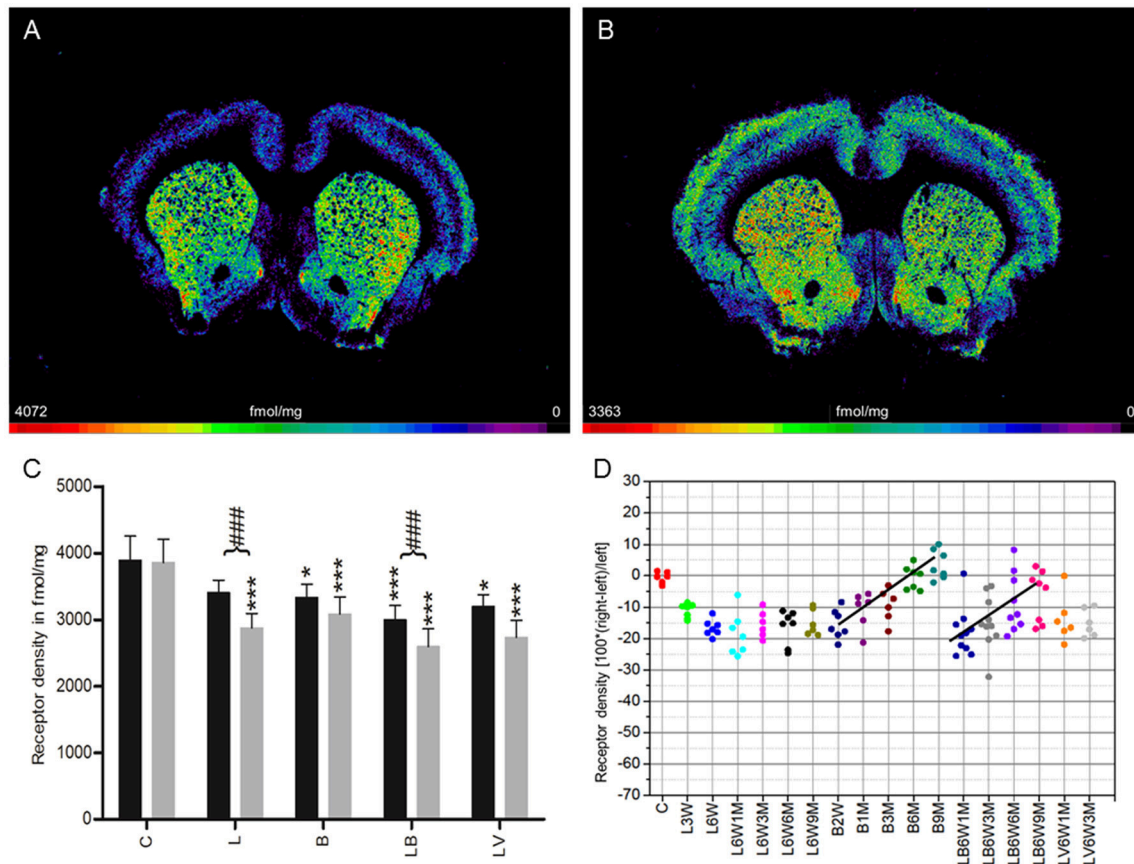 A
B
4072 fmol/mg 0
3363 fmol/mg 0
C
Receptor density in fmol/mg
5000
4000
3000
2000
1000
0
###
***
*
***
###
***
***
*
***
C L B LB LV
D
Receptor density [100*(right-left)/left]
30
20
10
0
-10
-20
-30
-40
-50
-60
-70
C
L3W
L6W
L6W1M
L6W3M
L6W6M
L6W9M
B2W
B1M
B3M
B6M
B9M
LB6W1M
LB6W3M
LB6W6M
LB6W9M
LV6W1M
LV6W3M